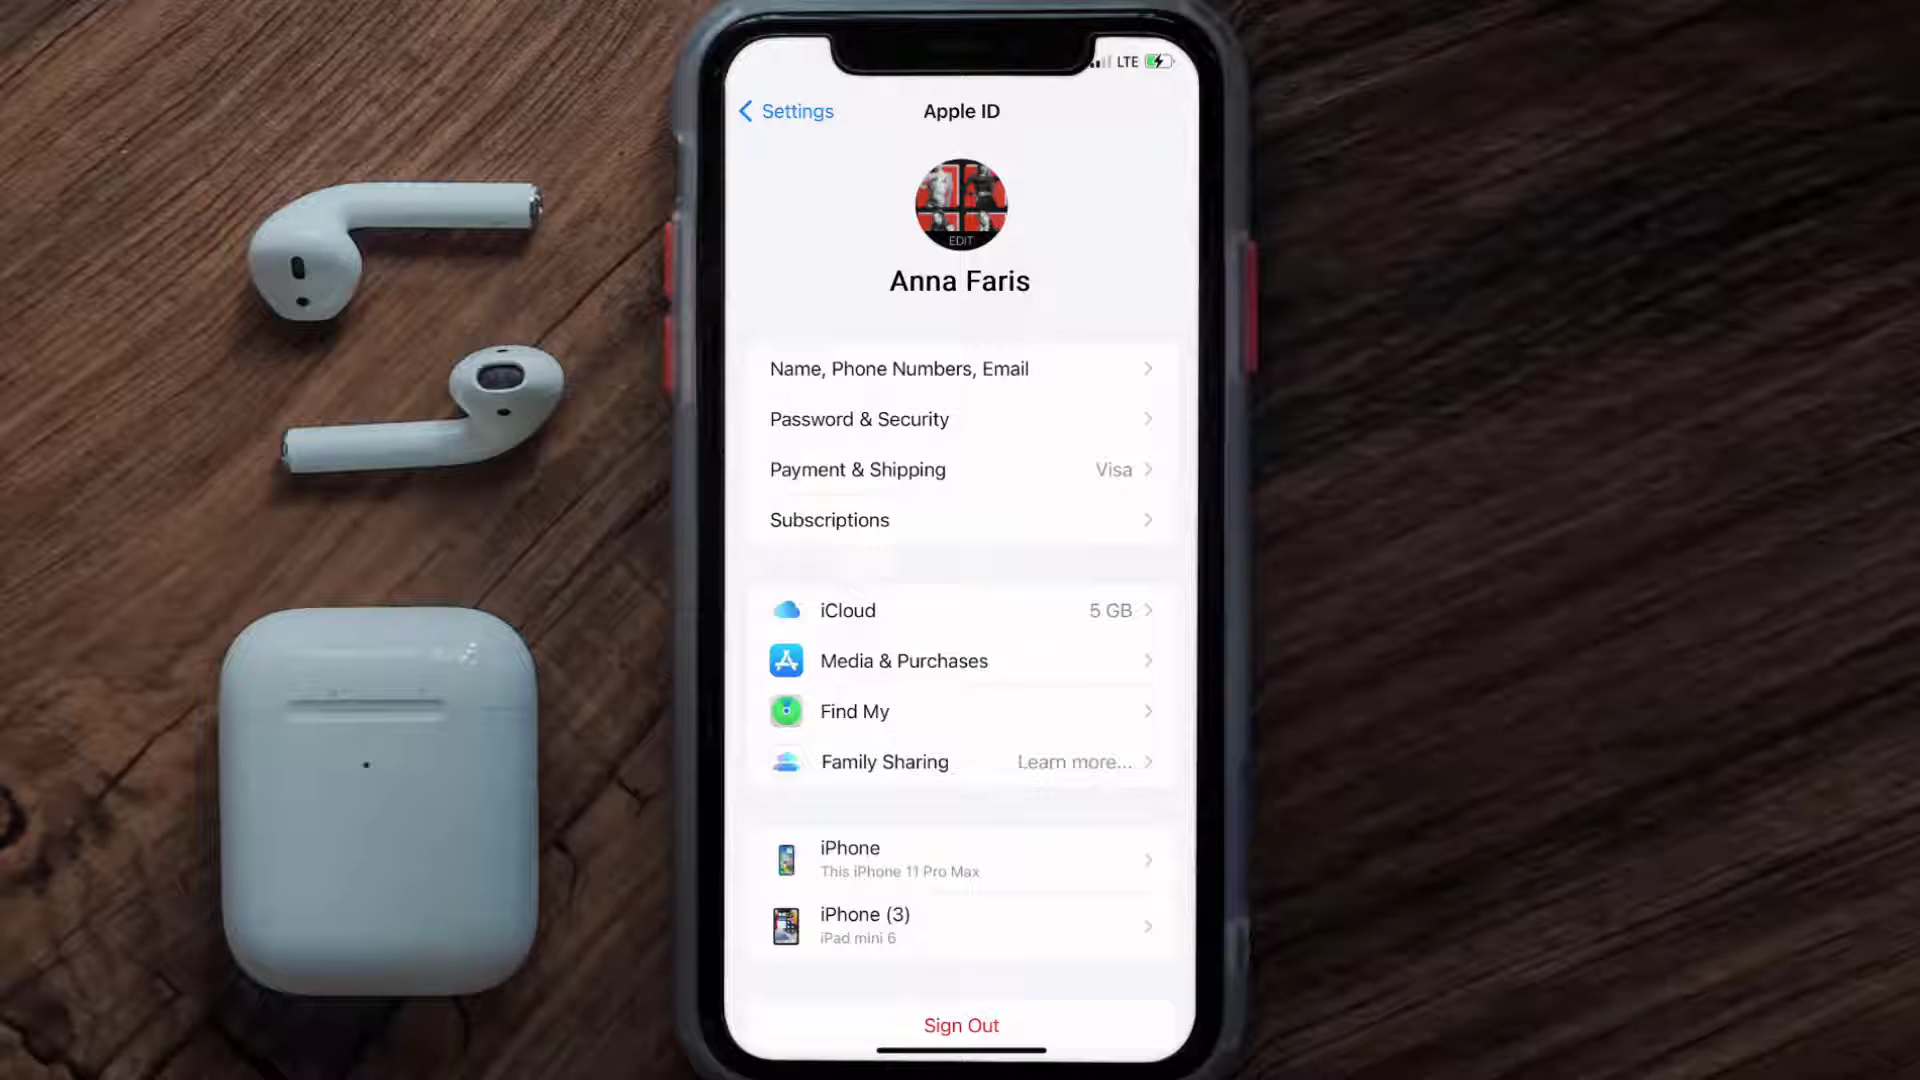 LTE
Settings
Apple ID
EDIT
Anna Faris
Name, Phone Numbers, Email
Password & Security
Payment & Shipping Visa
Subscriptions
iCloud 5 GB
Media & Purchases
Find My
Family Sharing Learn more...
iPhone
This iPhone 11 Pro Max
iPhone (3)
iPad mini 6
Sign Out